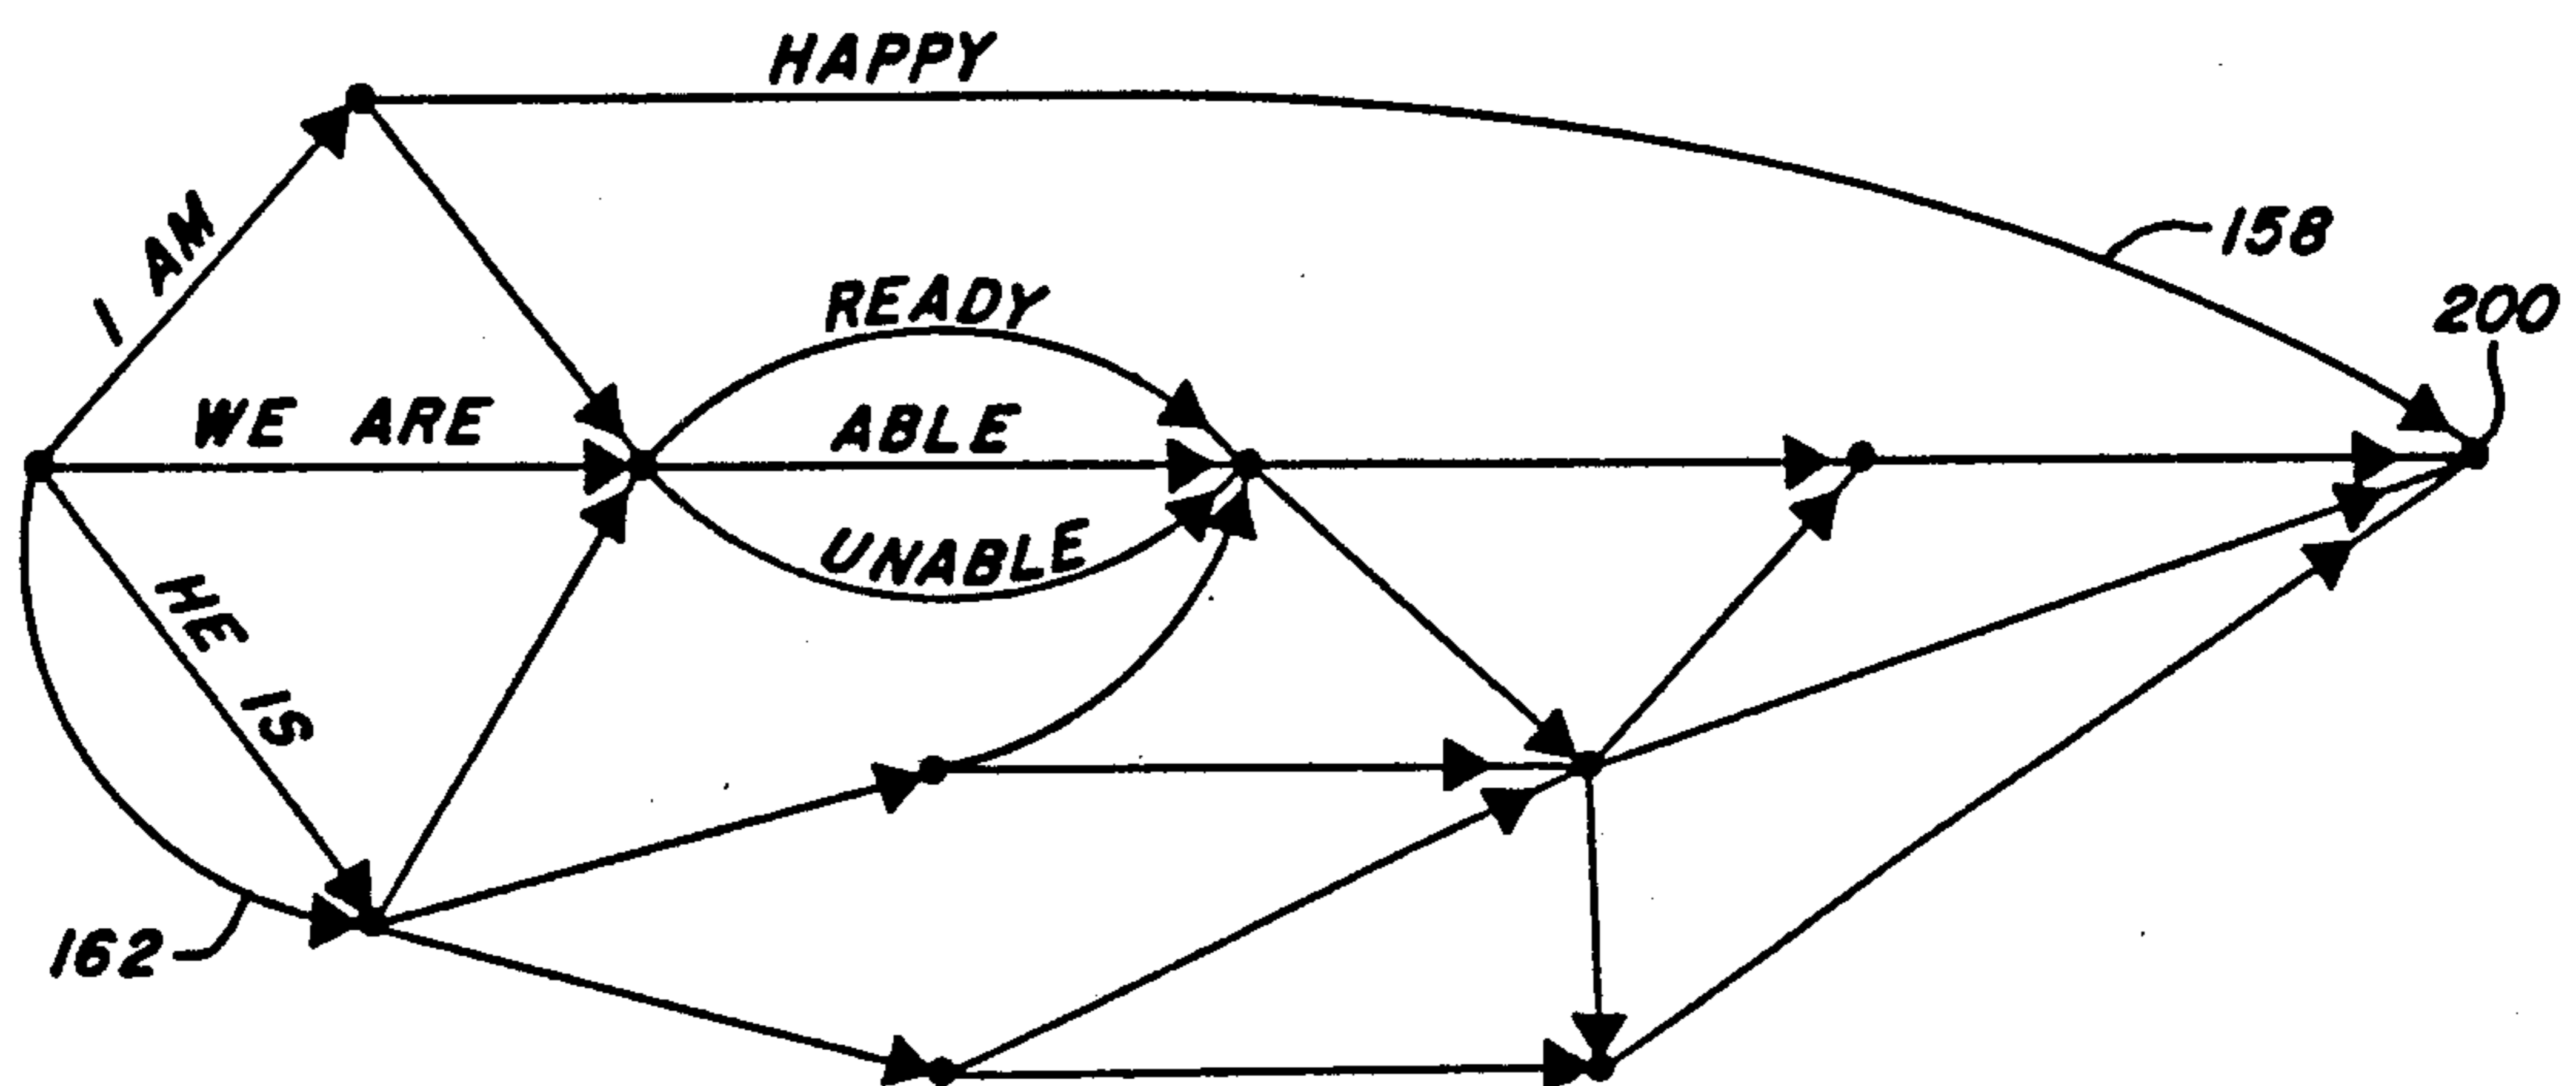 HAPPY
158
I AM
READY
200
WE ARE
ABLE
UNABLE
HE IS
162